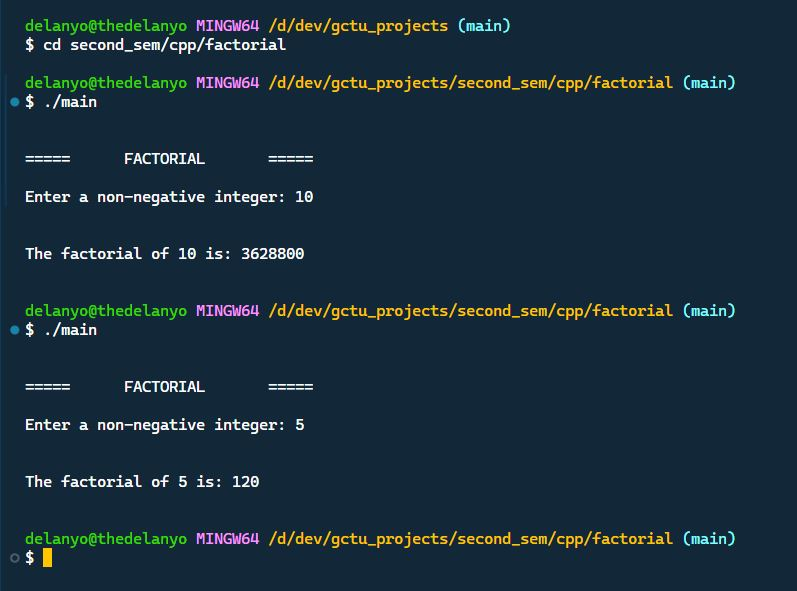 delanyo@thedelanyo MINGW64 /d/dev/gctu_projects (main)
$ cd second_sem/cpp/factorial
delanyo@thedelanyo MINGW64 /d/dev/gctu_projects/second_sem/cpp/factorial (main)
$ ./main
===== FACTORIAL =====
Enter a non-negative integer: 10
The factorial of 10 is: 3628800
delanyo@thedelanyo MINGW64 /d/dev/gctu_projects/second_sem/cpp/factorial (main)
$ ./main
===== FACTORIAL =====
Enter a non-negative integer: 5
The factorial of 5 is: 120
delanyo@thedelanyo MINGW64 /d/dev/gctu_projects/second_sem/cpp/factorial (main)
$